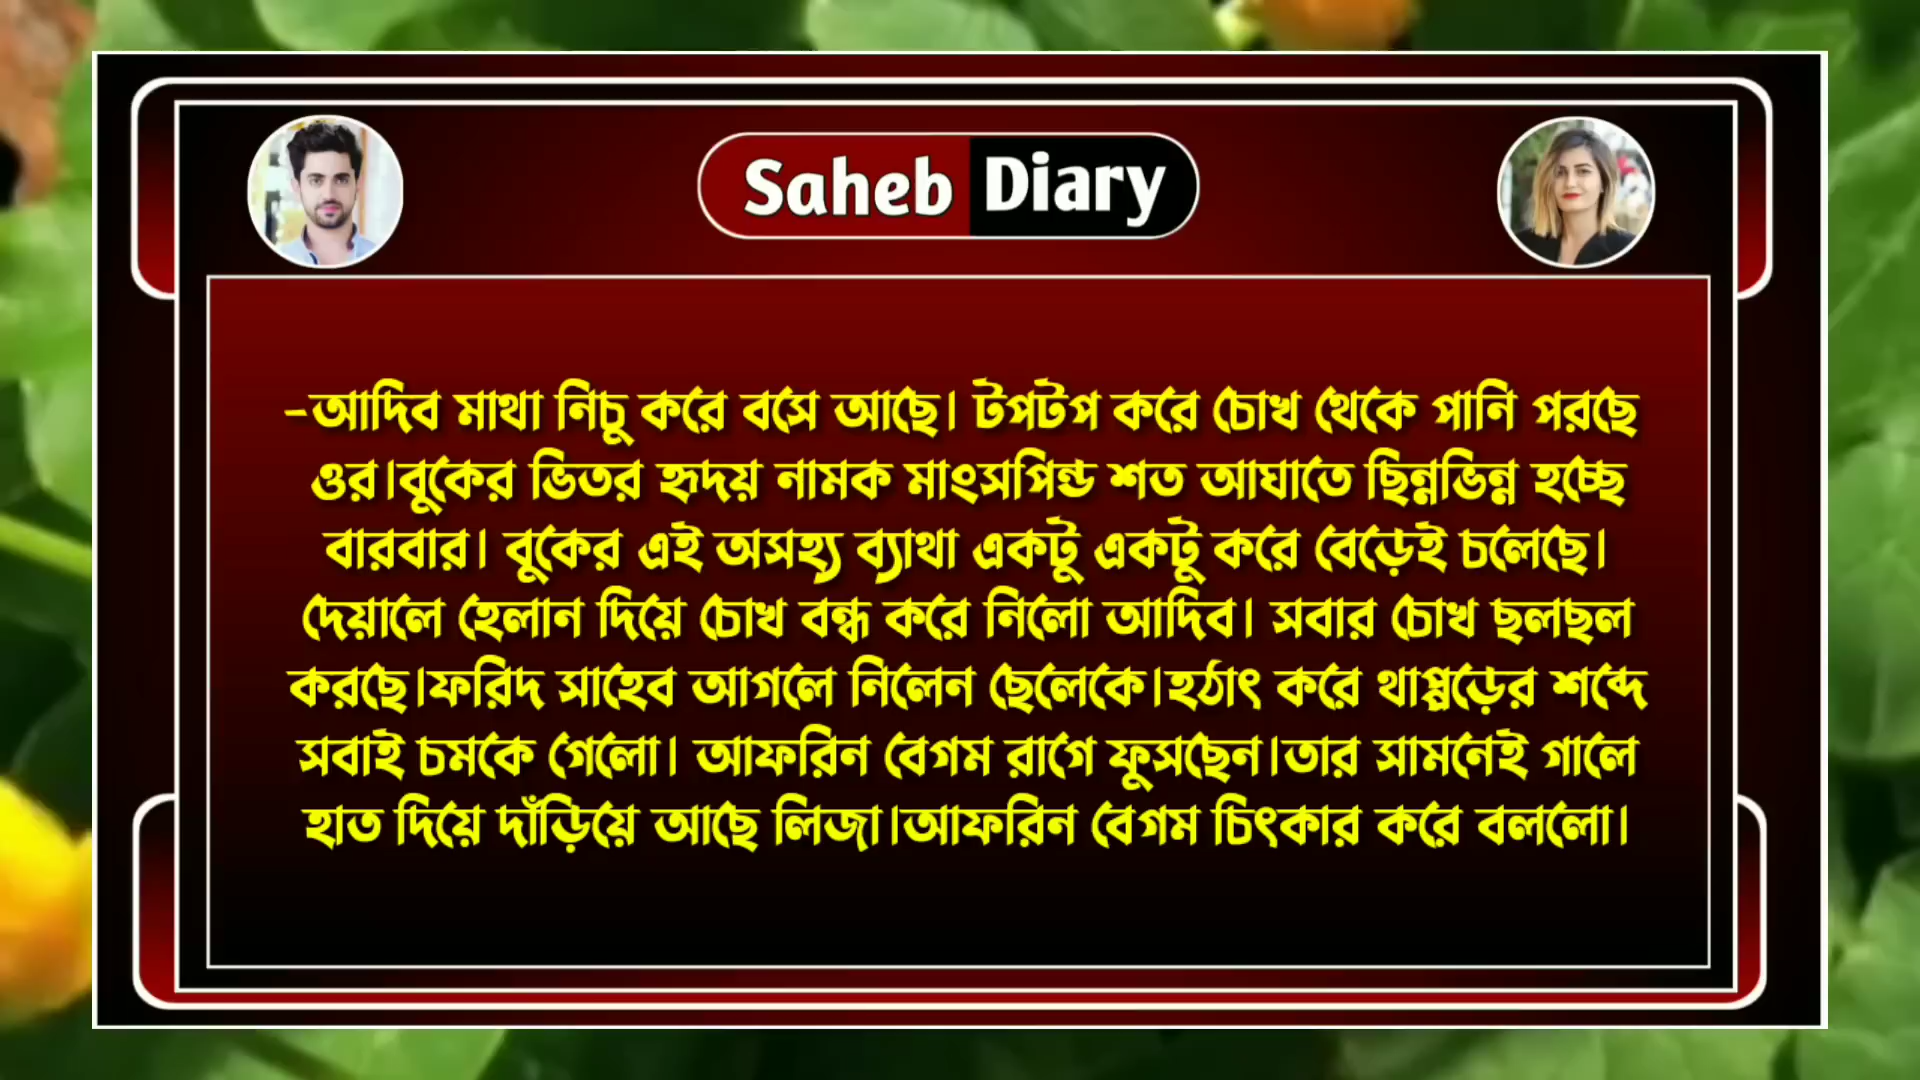 Saheb Diary
-আদিব মাথা নিচু করে বসে আছে। টপটপ করে চোখ থেকে পানি পরছে
ওর।বুকের ভিতর হৃদয় নামক মাংসপিন্ড শত আঘাতে ছিন্নভিন্ন হচ্ছে
বারবার। বুকের এই অসহ্য ব্যাথা একটু একটু করে বেড়েই চলেছে।
দেয়ালে হেলান দিয়ে চোখ বন্ধ করে নিলো আদিব। সবার চোখ ছলছল
করছে।ফরিদ সাহেব আগলে নিলেন ছেলেকে।হঠাৎ করে থাপ্পড়ের শব্দে
সবাই চমকে গেলো। আফরিন বেগম রাগে ফুসছেন।তার সামনেই গালে
হাত দিয়ে দাঁড়িয়ে আছে লিজা।আফরিন বেগম চিৎকার করে বললো।